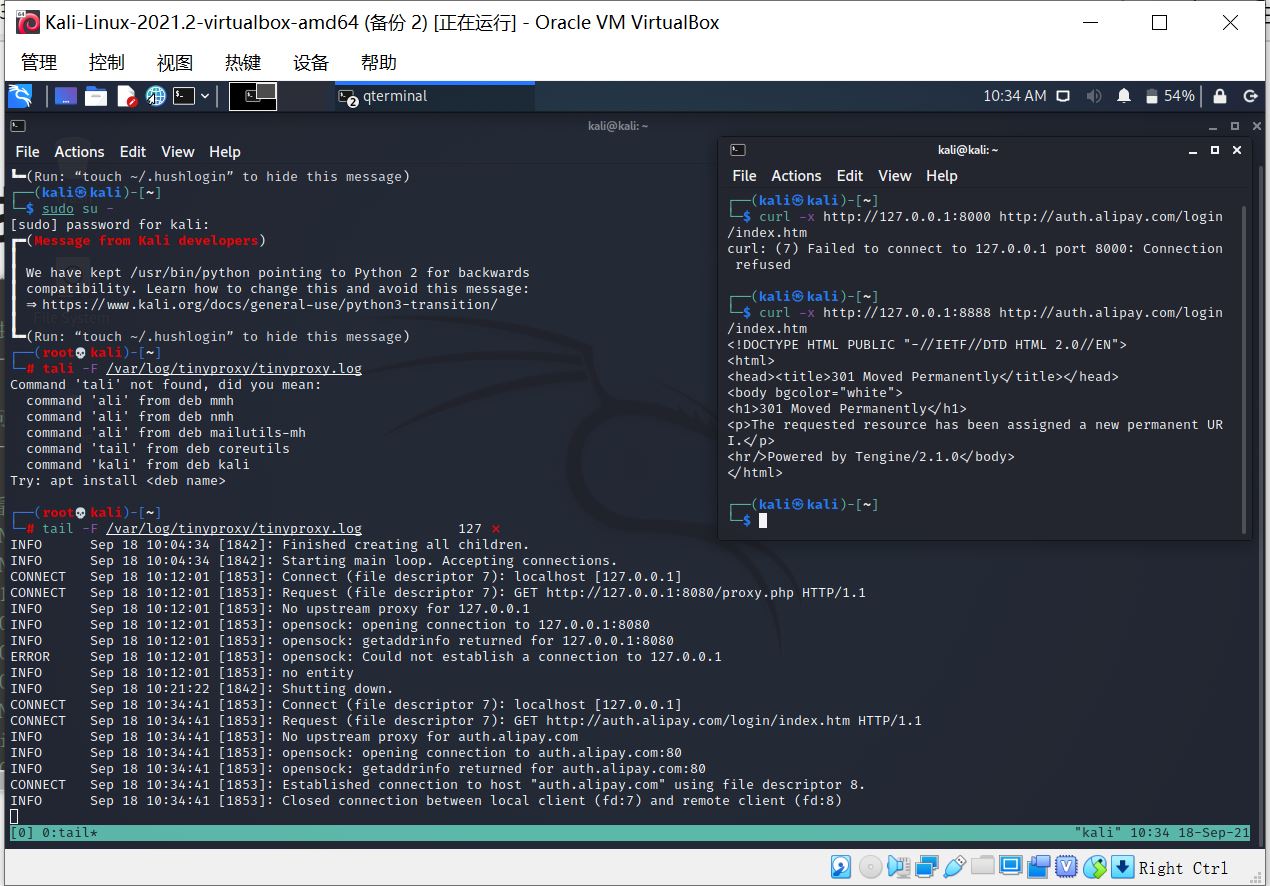 Kali-Linux-2021.2-virtualbox-amd64 (备份 2) [正在运行] - Oracle VM VirtualBox
管理 控制 视图 热键 设备 帮助
qterminal
10:34 AM
54%
kali@kali: ~
File Actions Edit View Help
┗━(Run: “touch ~/.hushlogin” to hide this message)
┌──(kali㉿kali)-[~]
└─$ sudo su -
[sudo] password for kali:
┏━(Message from Kali developers)
┃ We have kept /usr/bin/python pointing to Python 2 for backwards
┃ compatibility. Learn how to change this and avoid this message:
┃ ⇒ https://www.kali.org/docs/general-use/python3-transition/
File System
┗━(Run: “touch ~/.hushlogin” to hide this message)
┌──(root💀kali)-[~]
└─# tali -F /var/log/tinyproxy/tinyproxy.log
Command 'tali' not found, did you mean:
command 'ali' from deb mmh
command 'ali' from deb nmh
command 'ali' from deb mailutils-mh
command 'tail' from deb coreutils
command 'kali' from deb kali
Try: apt install <deb name>
┌──(root💀kali)-[~]
└─# tail -F /var/log/tinyproxy/tinyproxy.log 127 ⨯
INFO Sep 18 10:04:34 [1842]: Finished creating all children.
INFO Sep 18 10:04:34 [1842]: Starting main loop. Accepting connections.
CONNECT Sep 18 10:12:01 [1853]: Connect (file descriptor 7): localhost [127.0.0.1]
CONNECT Sep 18 10:12:01 [1853]: Request (file descriptor 7): GET http://127.0.0.1:8080/proxy.php HTTP/1.1
INFO Sep 18 10:12:01 [1853]: No upstream proxy for 127.0.0.1
INFO Sep 18 10:12:01 [1853]: opensock: opening connection to 127.0.0.1:8080
INFO Sep 18 10:12:01 [1853]: opensock: getaddrinfo returned for 127.0.0.1:8080
ERROR Sep 18 10:12:01 [1853]: opensock: Could not establish a connection to 127.0.0.1
INFO Sep 18 10:12:01 [1853]: no entity
INFO Sep 18 10:21:22 [1842]: Shutting down.
CONNECT Sep 18 10:34:41 [1853]: Connect (file descriptor 7): localhost [127.0.0.1]
CONNECT Sep 18 10:34:41 [1853]: Request (file descriptor 7): GET http://auth.alipay.com/login/index.htm HTTP/1.1
INFO Sep 18 10:34:41 [1853]: No upstream proxy for auth.alipay.com
INFO Sep 18 10:34:41 [1853]: opensock: opening connection to auth.alipay.com:80
INFO Sep 18 10:34:41 [1853]: opensock: getaddrinfo returned for auth.alipay.com:80
CONNECT Sep 18 10:34:41 [1853]: Established connection to host "auth.alipay.com" using file descriptor 8.
INFO Sep 18 10:34:41 [1853]: Closed connection between local client (fd:7) and remote client (fd:8)
[0] 0:tail* "kali" 10:34 18-Sep-21
kali@kali: ~
File Actions Edit View Help
┌──(kali㉿kali)-[~]
└─$ curl -x http://127.0.0.1:8000 http://auth.alipay.com/login
/index.htm
curl: (7) Failed to connect to 127.0.0.1 port 8000: Connection
refused
┌──(kali㉿kali)-[~]
└─$ curl -x http://127.0.0.1:8888 http://auth.alipay.com/login
/index.htm
<!DOCTYPE HTML PUBLIC "-//IETF//DTD HTML 2.0//EN">
<html>
<head><title>301 Moved Permanently</title></head>
<body bgcolor="white">
<h1>301 Moved Permanently</h1>
<p>The requested resource has been assigned a new permanent UR
I.</p>
<hr/>Powered by Tengine/2.1.0</body>
</html>
┌──(kali㉿kali)-[~]
└─$
Right Ctrl